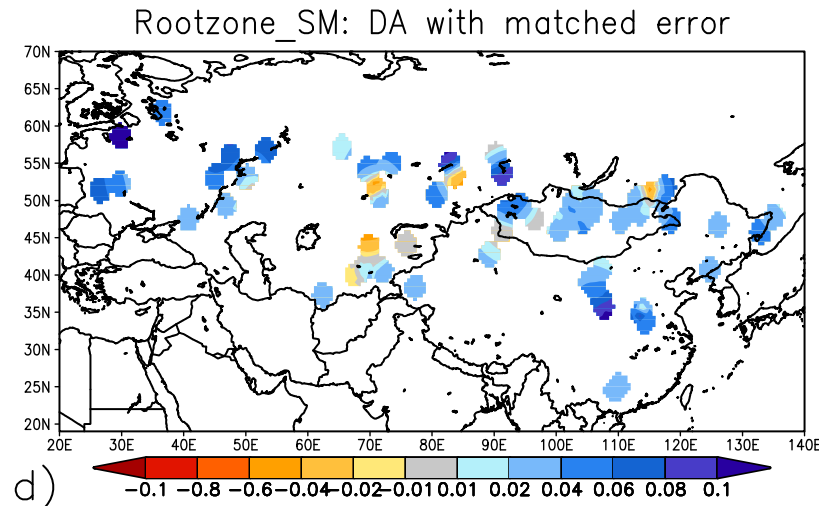 Rootzone_SM: DA with matched error
70N
65N
60N
55N
50N
45N
40N
35N
30N
25N
20N
20E 30E 40E 50E 60E 70E 80E 90E 100E 110E 120E 130E 140E
-0.1 -0.8 -0.6 -0.04 -0.02 -0.01 0.01 0.02 0.04 0.06 0.08 0.1
d)